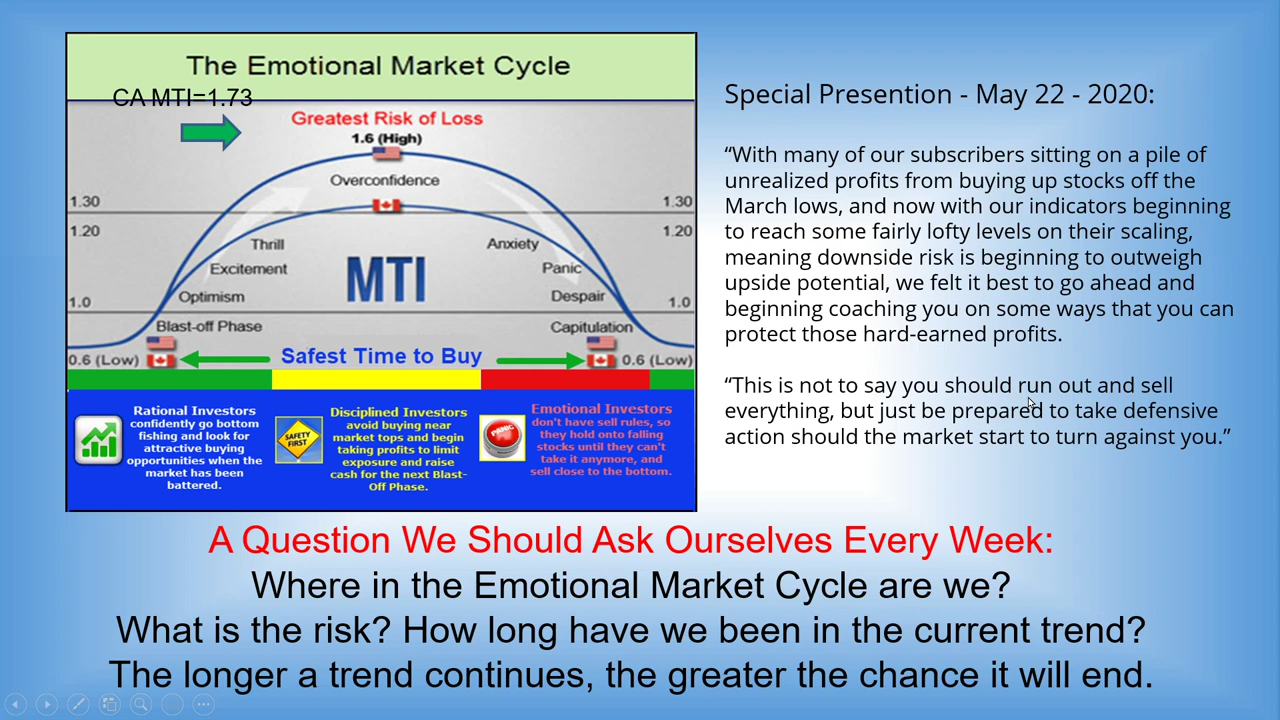 The Emotional Market Cycle
CA MTI=1.73
Greatest Risk of Loss
1.6 (High)
Overconfidence
1.30
1.30
1.20
1.20
Thrill
Anxiety
Excitement
MTI
Panic
Optimism
Despair
1.0
1.0
Blast-off Phase
Capitulation
0.6 (Low)
Safest Time to Buy
0.6 (Low)
Rational Investors
confidently go bottom
fishing and look for
attractive buying
opportunities when the
market has been
battered.
SAFETY
FIRST
Disciplined Investors
avoid buying near
market tops and begin
taking profits to limit
exposure and raise
cash for the next Blast-
Off Phase.
PANIC
Emotional Investors
don't have sell rules, so
they hold onto falling
stocks until they can't
take it anymore, and
sell close to the bottom.
Special Presention - May 22 - 2020:
“With many of our subscribers sitting on a pile of
unrealized profits from buying up stocks off the
March lows, and now with our indicators beginning
to reach some fairly lofty levels on their scaling,
meaning downside risk is beginning to outweigh
upside potential, we felt it best to go ahead and
beginning coaching you on some ways that you can
protect those hard-earned profits.
“This is not to say you should run out and sell
everything, but just be prepared to take defensive
action should the market start to turn against you.”
A Question We Should Ask Ourselves Every Week:
Where in the Emotional Market Cycle are we?
What is the risk? How long have we been in the current trend?
The longer a trend continues, the greater the chance it will end.